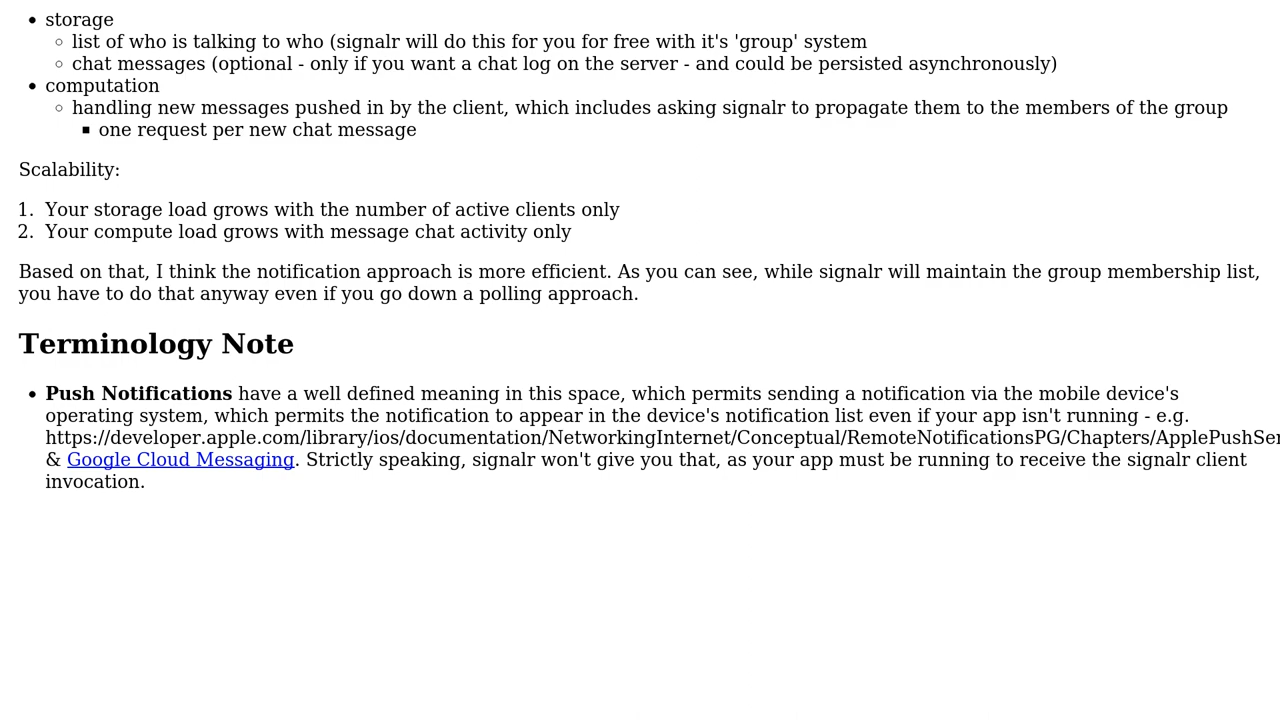 storage
list of who is talking to who (signalr will do this for you for free with it's 'group' system
chat messages (optional - only if you want a chat log on the server - and could be persisted asynchronously)
computation
handling new messages pushed in by the client, which includes asking signalr to propagate them to the members of the group
one request per new chat message
Scalability:
1. Your storage load grows with the number of active clients only
2. Your compute load grows with message chat activity only
Based on that, I think the notification approach is more efficient. As you can see, while signalr will maintain the group membership list,
you have to do that anyway even if you go down a polling approach.
Terminology Note
Push Notifications have a well defined meaning in this space, which permits sending a notification via the mobile device's
operating system, which permits the notification to appear in the device's notification list even if your app isn't running - e.g.
https://developer.apple.com/library/ios/documentation/NetworkingInternet/Conceptual/RemoteNotificationsPG/Chapters/ApplePushSer
& Google Cloud Messaging. Strictly speaking, signalr won't give you that, as your app must be running to receive the signalr client
invocation.